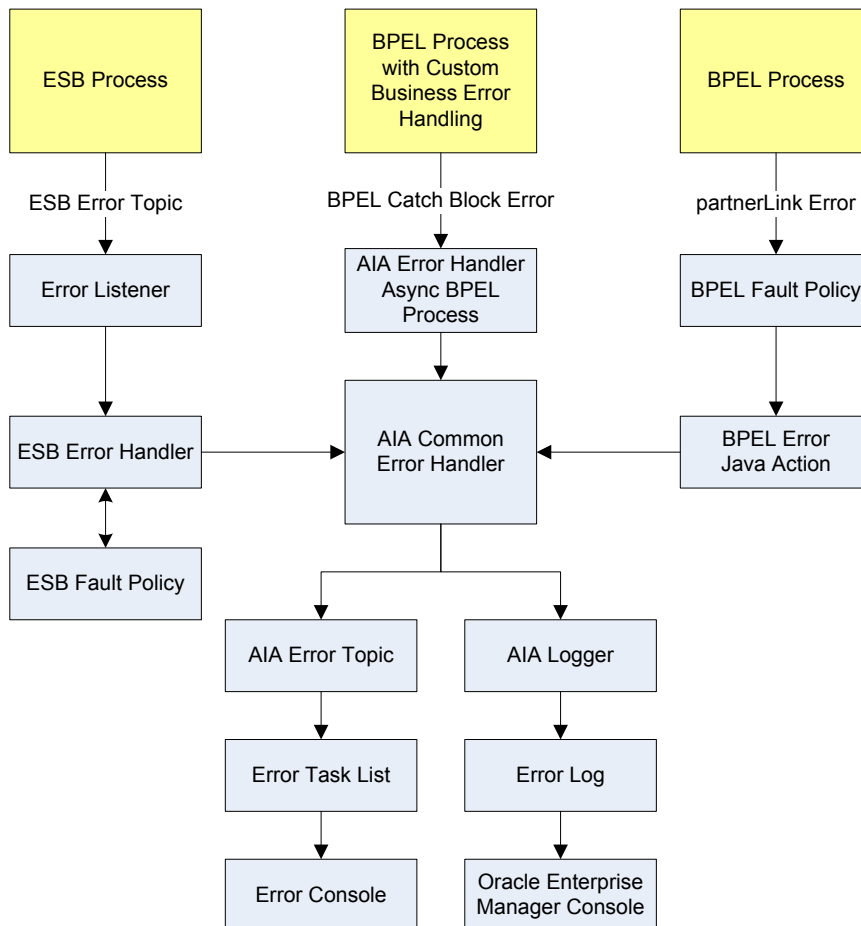 ESB Process
BPEL Process
with Custom
Business Error
Handling
BPEL Process
ESB Error Topic
BPEL Catch Block Error
partnerLink Error
Error Listener
AIA Error Handler
Async BPEL
Process
BPEL Fault Policy
ESB Error Handler
AIA Common
Error Handler
BPEL Error
Java Action
ESB Fault Policy
AIA Error Topic
AIA Logger
Error Task List
Error Log
Error Console
Oracle Enterprise
Manager Console